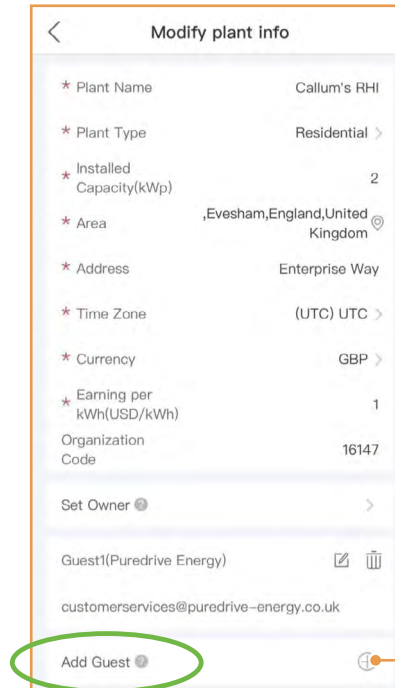 Modify plant info
* Plant Name Callum's RHI
* Plant Type Residential >
* Installed
Capacity(kWp) 2
* Area ,Evesham,England,United
Kingdom
* Address Enterprise Way
* Time Zone (UTC) UTC >
* Currency GBP >
* Earning per
kWh(USD/kWh) 1
Organization
Code 16147
Set Owner ? >
Guest1(Puredrive Energy)
customerservices@puredrive-energy.co.uk
Add Guest ?